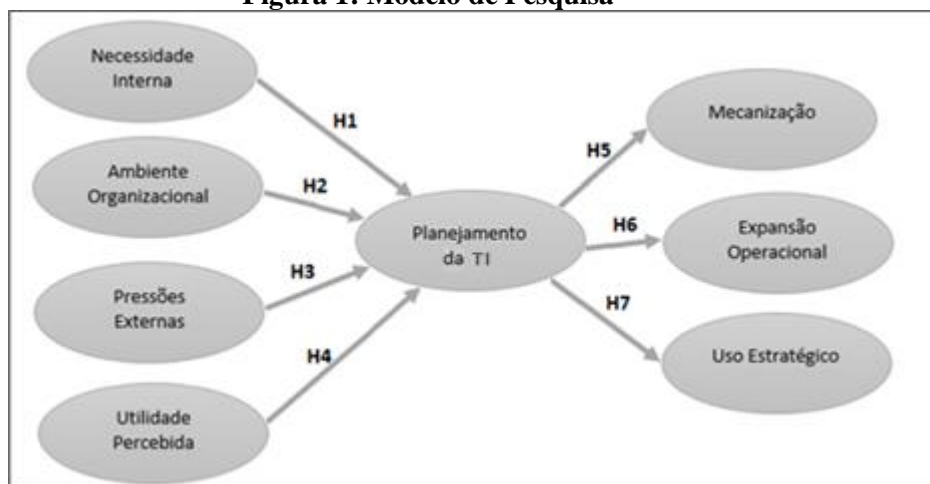 Figura 1: Modelo de Pesquisa
Necessidade
Interna
H1
Ambiente
Organizacional
H2
Pressões
Externas
H3
Utilidade
Percebida
H4
Planejamento
da TI
H5
Mecanização
H6
Expansão
Operacional
H7
Uso Estratégico